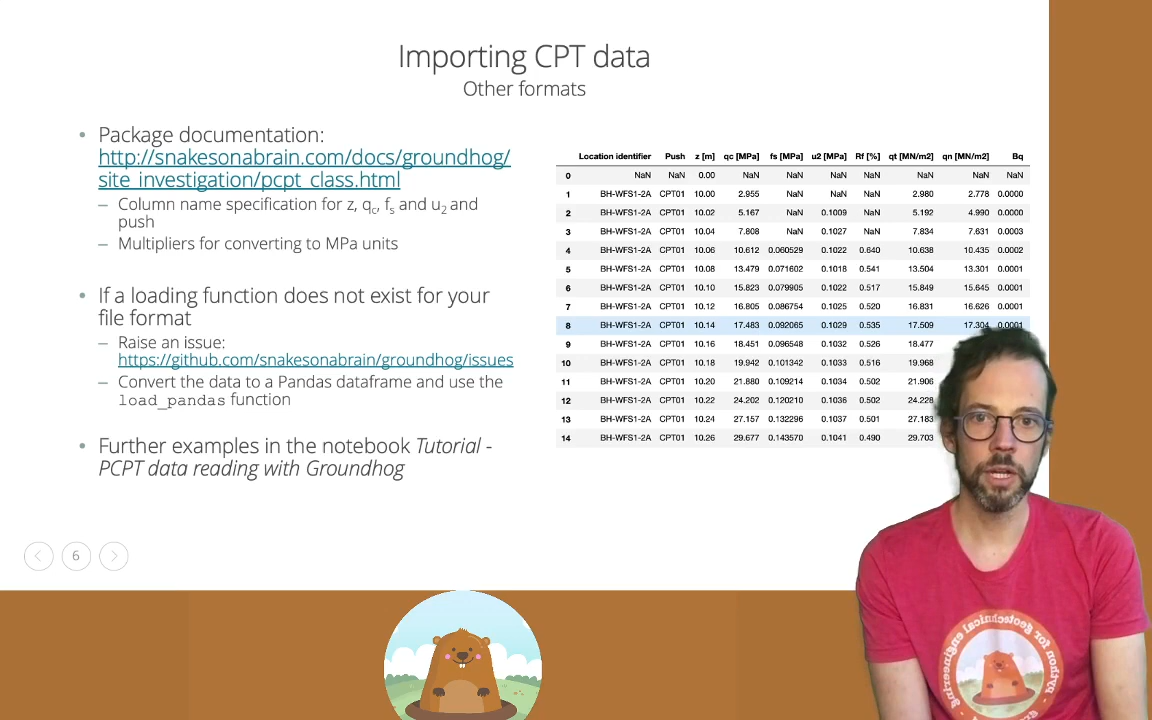 Importing CPT data
Other formats
• Package documentation:
http://snakesonabrain.com/docs/groundhog/
site_investigation/pcpt_class.html
– Column name specification for z, qc, fs and u2 and
push
– Multipliers for converting to MPa units
• If a loading function does not exist for your
file format
– Raise an issue:
https://github.com/snakesonabrain/groundhog/issues
– Convert the data to a Pandas dataframe and use the
load_pandas function
• Further examples in the notebook Tutorial -
PCPT data reading with Groundhog
Location identifier Push z [m] qc [MPa] fs [MPa] u2 [MPa] Rf [%] qt [MN/m2] qn [MN/m2] Bq
0 NaN NaN 0.00 NaN NaN NaN NaN NaN NaN NaN
1 BH-WFS1-2A CPT01 10.00 2.955 NaN NaN NaN 2.980 2.778 0.0000
2 BH-WFS1-2A CPT01 10.02 5.167 NaN 0.1009 NaN 5.192 4.990 0.0000
3 BH-WFS1-2A CPT01 10.04 7.808 NaN 0.1027 NaN 7.834 7.631 0.0003
4 BH-WFS1-2A CPT01 10.06 10.612 0.060529 0.1022 0.640 10.638 10.435 0.0002
5 BH-WFS1-2A CPT01 10.08 13.479 0.071602 0.1018 0.541 13.504 13.301 0.0001
6 BH-WFS1-2A CPT01 10.10 15.823 0.079905 0.1022 0.517 15.849 15.645 0.0001
7 BH-WFS1-2A CPT01 10.12 16.805 0.086754 0.1025 0.520 16.831 16.626 0.0001
8 BH-WFS1-2A CPT01 10.14 17.483 0.092065 0.1029 0.535 17.509 17.304 0.0001
9 BH-WFS1-2A CPT01 10.16 18.451 0.096548 0.1032 0.526 18.477
10 BH-WFS1-2A CPT01 10.18 19.942 0.101342 0.1033 0.516 19.968
11 BH-WFS1-2A CPT01 10.20 21.880 0.109214 0.1034 0.502 21.906
12 BH-WFS1-2A CPT01 10.22 24.202 0.120210 0.1036 0.502 24.228
13 BH-WFS1-2A CPT01 10.24 27.157 0.132296 0.1037 0.501 27.183
14 BH-WFS1-2A CPT01 10.26 29.677 0.143570 0.1041 0.490 29.703
6
for geotechnical